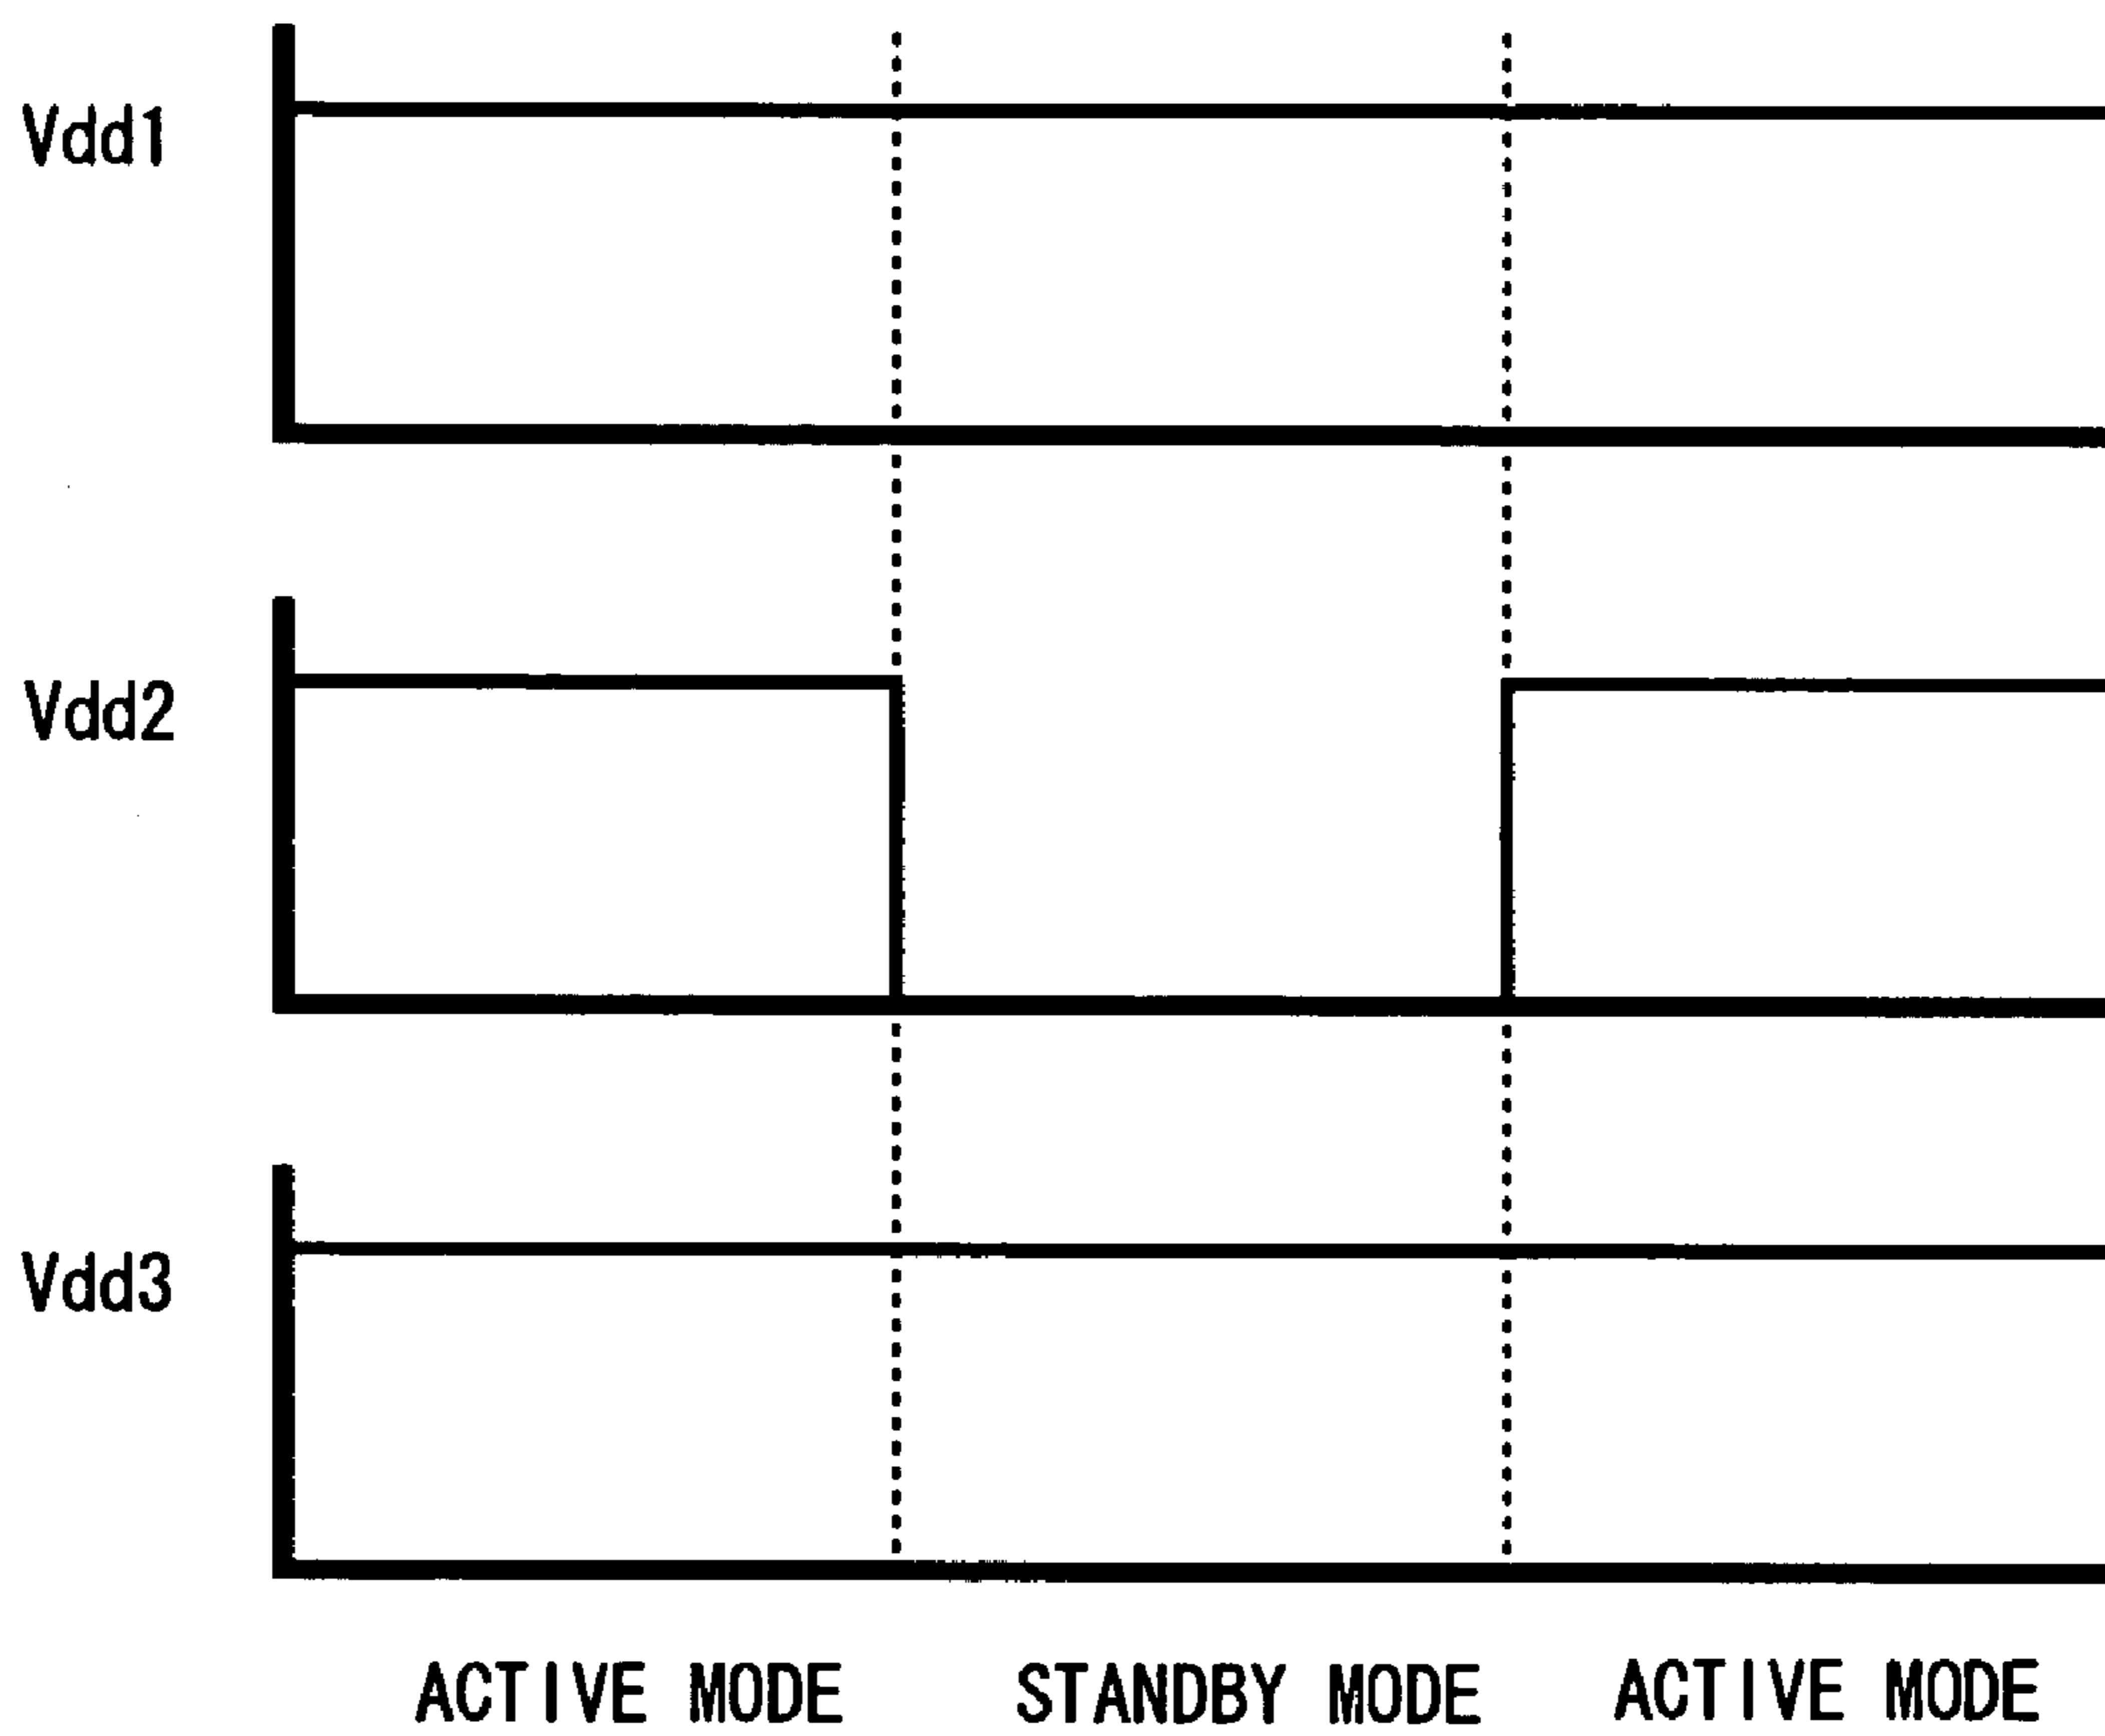 Vdd1
Vdd2
Vdd3
ACTIVE MODE STANDBY MODE ACTIVE MODE